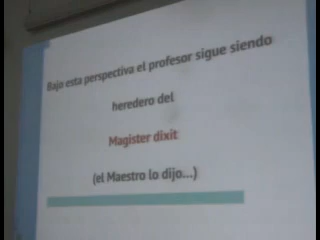 Bajo esta perspectiva el profesor sigue siendo
heredero del
Magister dixit
(el Maestro lo dijo...)